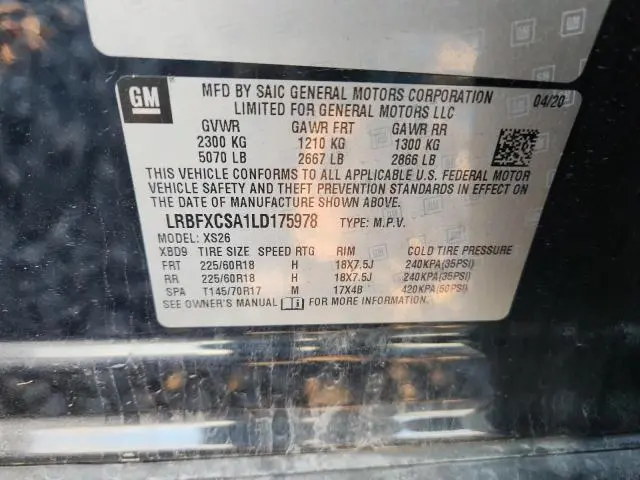 GM
MFD BY SAIC GENERAL MOTORS CORPORATION 04/20
LIMITED FOR GENERAL MOTORS LLC
GVWR GAWR FRT GAWR RR
2300 KG 1210 KG 1300 KG
5070 LB 2667 LB 2866 LB
THIS VEHICLE CONFORMS TO ALL APPLICABLE U.S. FEDERAL MOTOR
VEHICLE SAFETY AND THEFT PREVENTION STANDARDS IN EFFECT ON
THE DATE OF MANUFACTURE SHOWN ABOVE.
LRBFXCSA1LD175978 TYPE: M.P.V.
MODEL: XS26
XBD9 TIRE SIZE SPEED RTG RIM COLD TIRE PRESSURE
FRT 225/60R18 H 18X7.5J 240KPA(35PSI)
RR 225/60R18 H 18X7.5J 240KPA(35PSI)
SPA T145/70R17 M 17X4B 420KPA(60PSI)
SEE OWNER'S MANUAL FOR MORE INFORMATION.